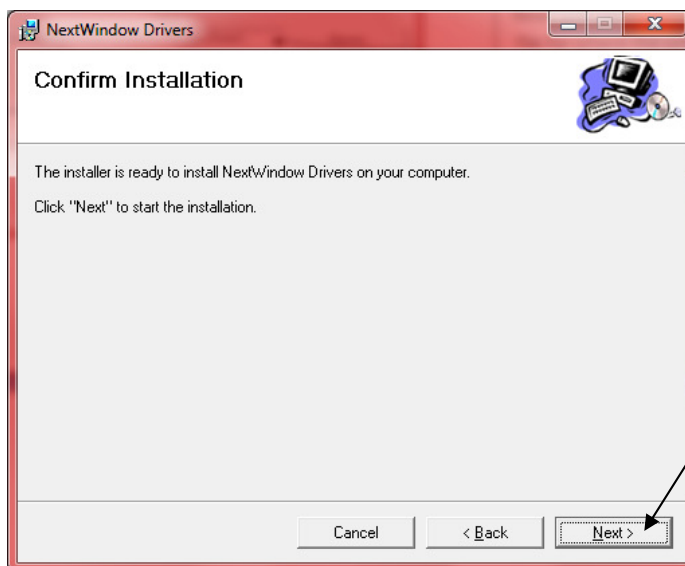 NextWindow Drivers
Confirm Installation
The installer is ready to install NextWindow Drivers on your computer.
Click "Next" to start the installation.
Cancel
< Back
Next >